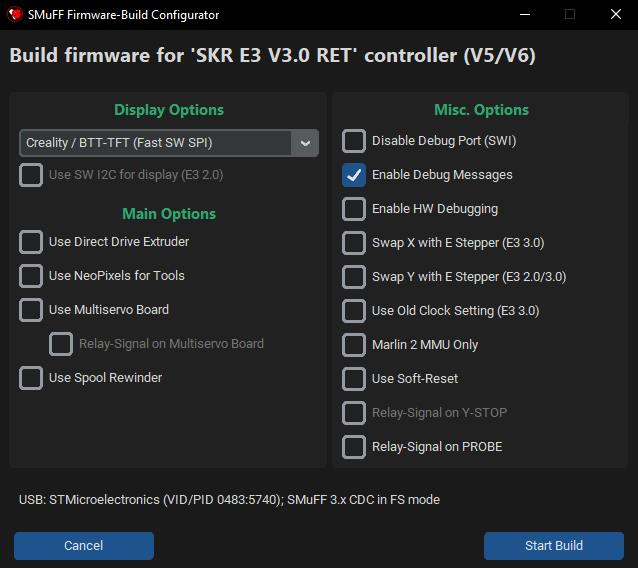 SMuFF Firmware-Build Configurator
Build firmware for 'SKR E3 V3.0 RET' controller (V5/V6)
Display Options
Creality / BTT-TFT (Fast SW SPI)
Use SW I2C for display (E3 2.0)
Main Options
Use Direct Drive Extruder
Use NeoPixels for Tools
Use Multiservo Board
Relay-Signal on Multiservo Board
Use Spool Rewinder
Misc. Options
Disable Debug Port (SWI)
Enable Debug Messages
Enable HW Debugging
Swap X with E Stepper (E3 3.0)
Swap Y with E Stepper (E3 2.0/3.0)
Use Old Clock Setting (E3 3.0)
Marlin 2 MMU Only
Use Soft-Reset
Relay-Signal on Y-STOP
Relay-Signal on PROBE
USB: STMicroelectronics (VID/PID 0483:5740); SMuFF 3.x CDC in FS mode
Cancel
Start Build